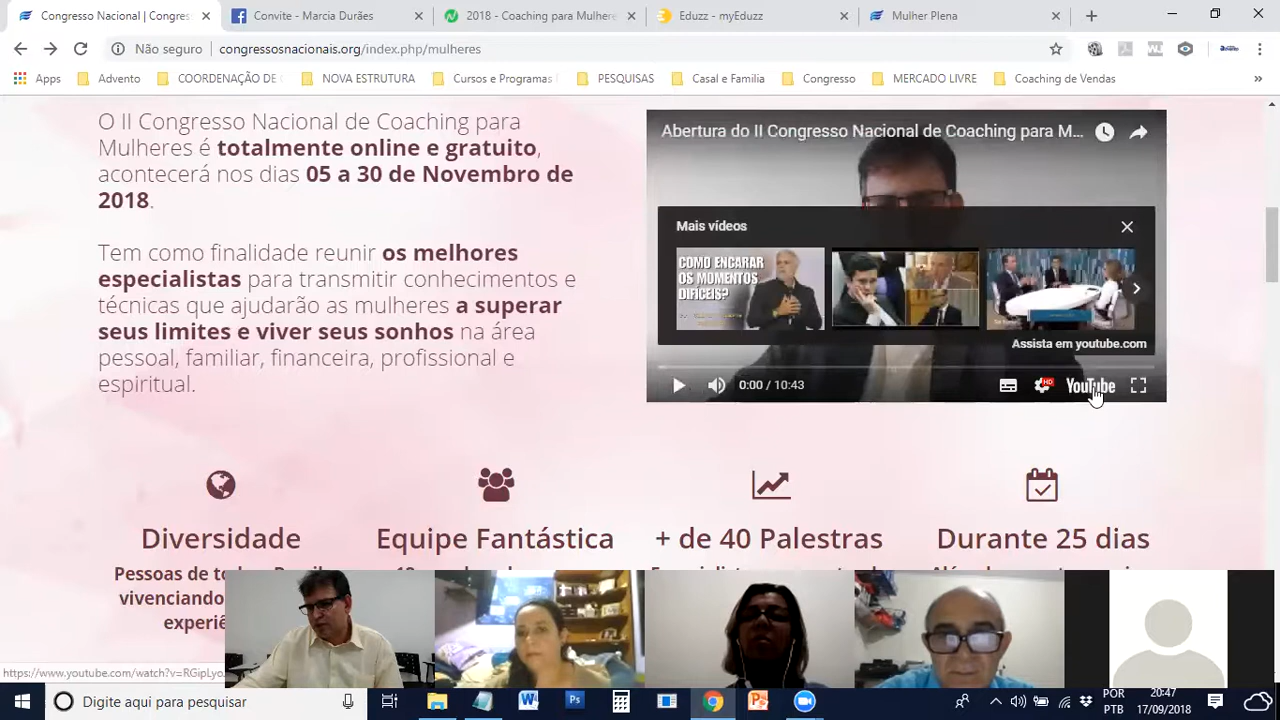 Congresso Nacional | Congres
Convite - Marcia Durães
2018 - Coaching para Mulhere
Eduzz - myEduzz
Mulher Plena
Não seguro
congressosnacionais.org/index.php/mulheres
Apps
Advento
COORDENAÇÃO DE
NOVA ESTRUTURA
Cursos e Programas
PESQUISAS
Casal e Familia
Congresso
MERCADO LIVRE
Coaching de Vendas
O II Congresso Nacional de Coaching para
Mulheres é totalmente online e gratuito,
acontecerá nos dias 05 a 30 de Novembro de
2018.
Tem como finalidade reunir os melhores
especialistas para transmitir conhecimentos e
técnicas que ajudarão as mulheres a superar
seus limites e viver seus sonhos na área
pessoal, familiar, financeira, profissional e
espiritual.
Abertura do II Congresso Nacional de Coaching para M...
Mais vídeos
COMO ENCARAR
OS MOMENTOS
DIFÍCEIS?
Assista em youtube.com
0:00 / 10:43
HD
YouTube
Diversidade
Equipe Fantástica
+ de 40 Palestras
Durante 25 dias
Pessoas de
vivenciando
experiê
https://www.youtube.com/watch?v=RGipLyo
Digite aqui para pesquisar
POR
PTB
20:47
17/09/2018